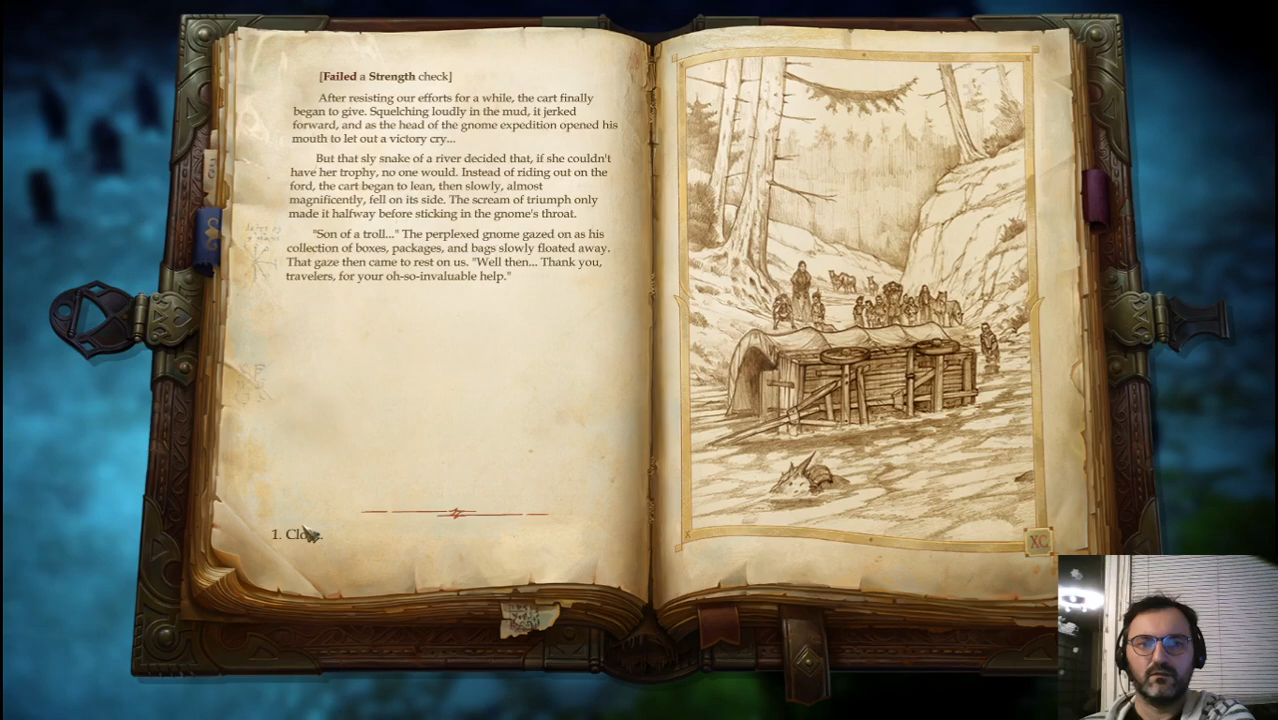 [Failed a Strength check]
After resisting our efforts for a while, the cart finally
began to give. Squelching loudly in the mud, it jerked
forward, and as the head of the gnome expedition opened his
mouth to let out a victory cry...
But that sly snake of a river decided that, if she couldn't
have her trophy, no one would. Instead of riding out on the
ford, the cart began to lean, then slowly, almost
magnificently, fell on its side. The scream of triumph only
made it halfway before sticking in the gnome's throat.
"Son of a troll..." The perplexed gnome gazed on as his
collection of boxes, packages, and bags slowly floated away.
That gaze then came to rest on us. "Well then... Thank you,
travelers, for your oh-so-invaluable help."
1.
XC